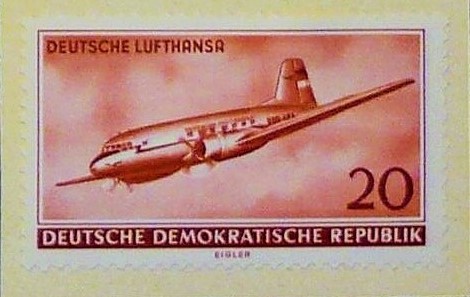 DEUTSCHE LUFTHANSA
20
DEUTSCHE DEMOKRATISCHE REPUBLIK
EIGLER